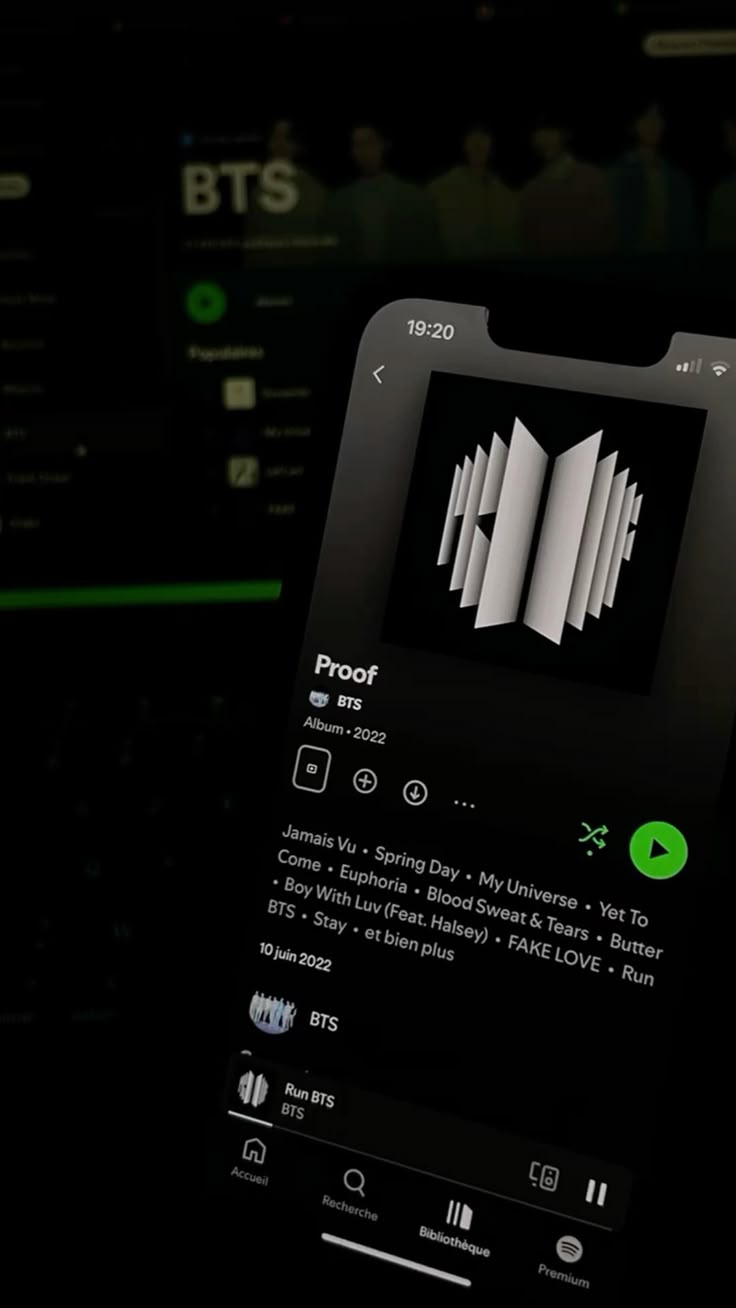 BTS
Populaires
19:20
Proof
BTS
Album • 2022
Jamais Vu • Spring Day • My Universe • Yet To
Come • Euphoria • Blood Sweat & Tears • Butter
• Boy With Luv (Feat. Halsey) • FAKE LOVE • Run
BTS • Stay • et bien plus
10 juin 2022
BTS
Run BTS
BTS
Accueil
Recherche
Bibliothèque
Premium